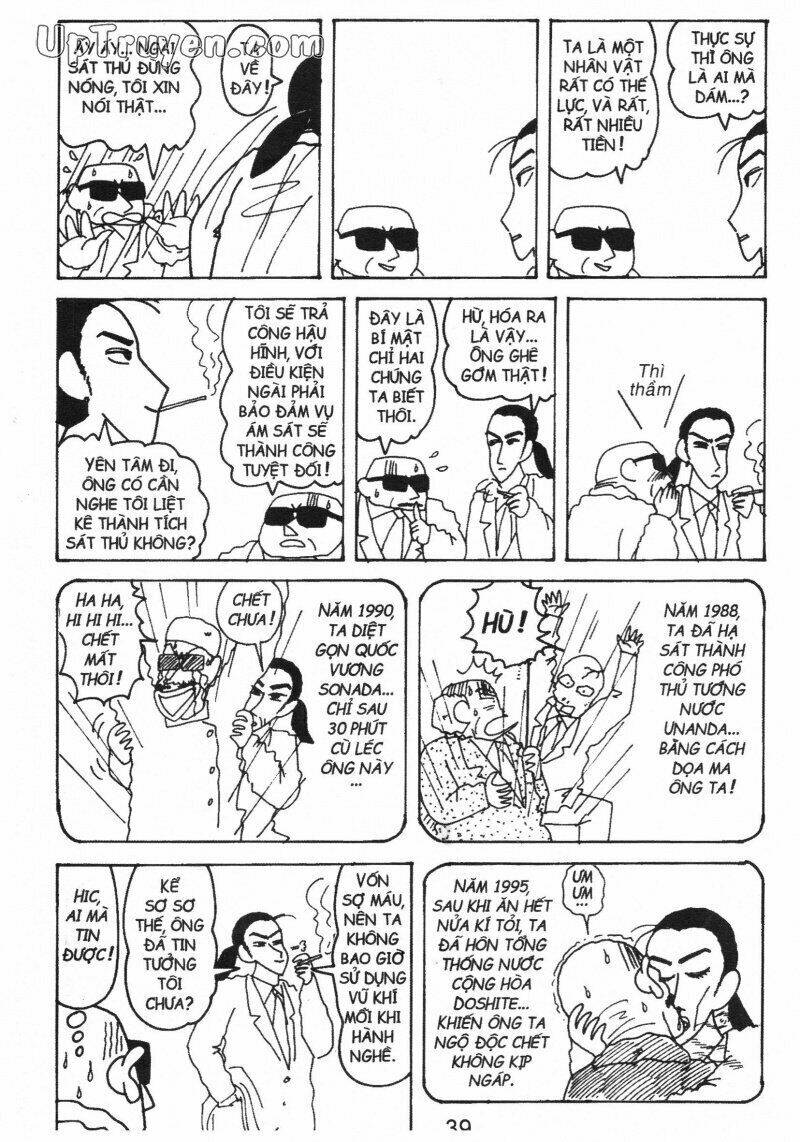 UpTruyen.com
THỰC SỰ
THÌ ÔNG
LÀ AI MÀ
DÁM...?
TA LÀ MỘT
NHÂN VẬT
RẤT CÓ THẾ
LỰC, VÀ RẤT,
RẤT NHIỀU
TIỀN!
TA
VỀ
ĐÂY!
ẤY ẤY... NGÀI
SÁT THỦ ĐỪNG
NÓNG, TÔI XIN
NÓI THẬT...
Thì
thầm
HỪ, HÓA RA
LÀ VẬY...
ÔNG GHÊ
GỚM THẬT!
ĐÂY LÀ
BÍ MẬT
CHỈ HAI
CHÚNG
TA BIẾT
THÔI.
TÔI SẼ TRẢ
CÔNG HẬU
HĨNH, VỚI
ĐIỀU KIỆN
NGÀI PHẢI
BẢO ĐẢM VỤ
ÁM SÁT SẼ
THÀNH CÔNG
TUYỆT ĐỐI!
YÊN TÂM ĐI,
ÔNG CÓ CẦN
NGHE TÔI LIỆT
KÊ THÀNH TÍCH
SÁT THỦ KHÔNG?
NĂM 1988,
TA ĐÃ HẠ
SÁT THÀNH
CÔNG PHÓ
THỦ TƯỚNG
NƯỚC
UNANDA...
BẰNG CÁCH
DỌA MA
ÔNG TA!
HÙ!
NĂM 1990,
TA DIỆT
GỌN QUỐC
VƯƠNG
SONADA...
CHỈ SAU
30 PHÚT
CÙ LÉC
ÔNG NÀY
...
CHẾT
CHƯA!
HA HA,
HI HI HI...
CHẾT
MẤT
THÔI!
NĂM 1995,
SAU KHI ĂN HẾT
NỬA KÍ TỎI, TA
ĐÃ HÔN TỔNG
THỐNG NƯỚC
CỘNG HÒA
DOSHITE...
KHIẾN ÔNG TA
NGỘ ĐỘC CHẾT
KHÔNG KỊP
NGÁP.
ƯM
ƯM...
VỐN
SỢ MÁU,
NÊN TA
KHÔNG
BAO GIỜ
SỬ DỤNG
VŨ KHÍ
MỖI KHI
HÀNH
NGHỀ.
KỂ
SƠ SƠ
THẾ, ÔNG
ĐÃ TIN
TƯỞNG
TÔI
CHƯA?
HIC,
AI MÀ
TIN
ĐƯỢC!
39